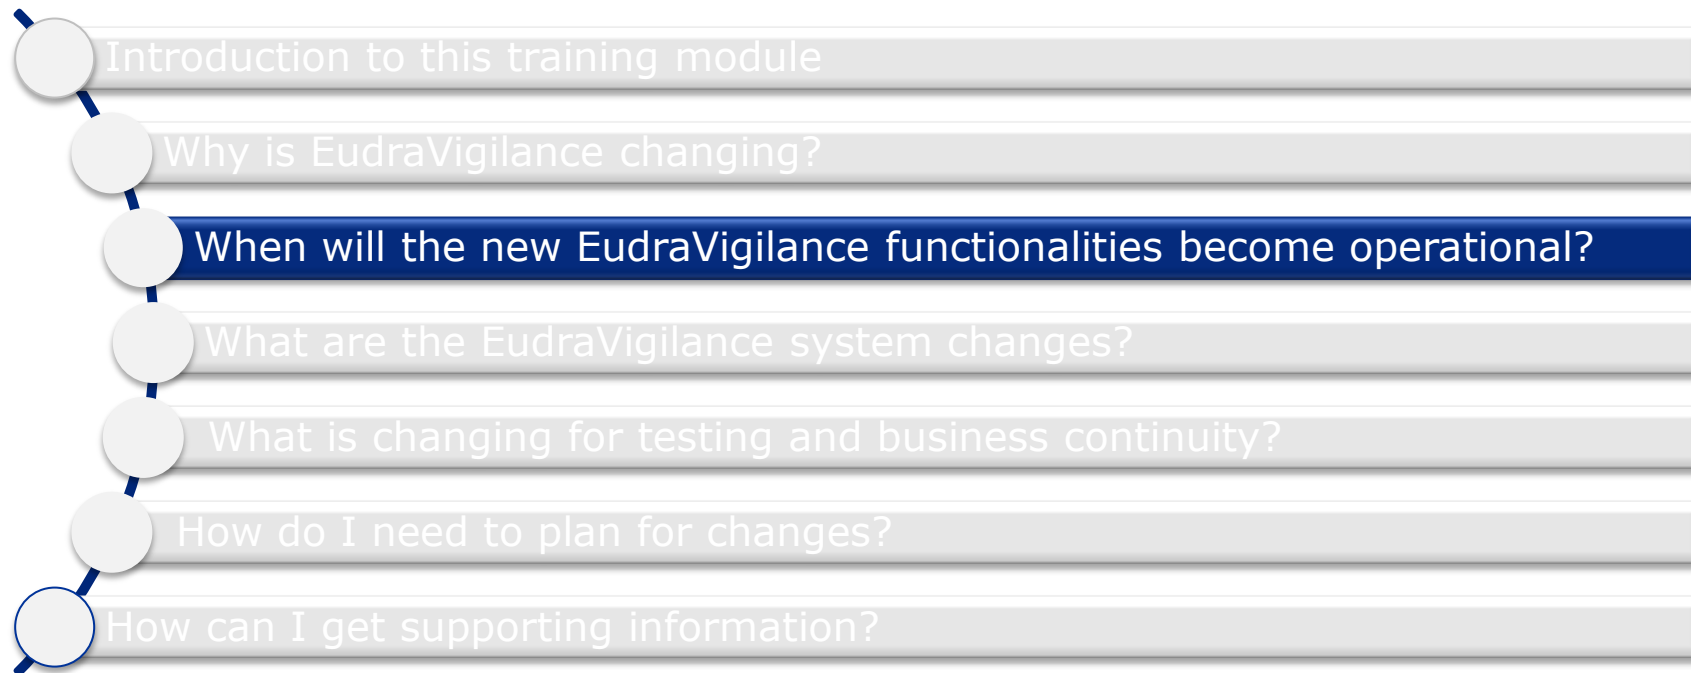 Introduction to this training module
Why is EudraVigilance changing?
When will the new EudraVigilance functionalities become operational?
What are the EudraVigilance system changes?
What is changing for testing and business continuity?
How do I need to plan for changes?
How can I get supporting information?